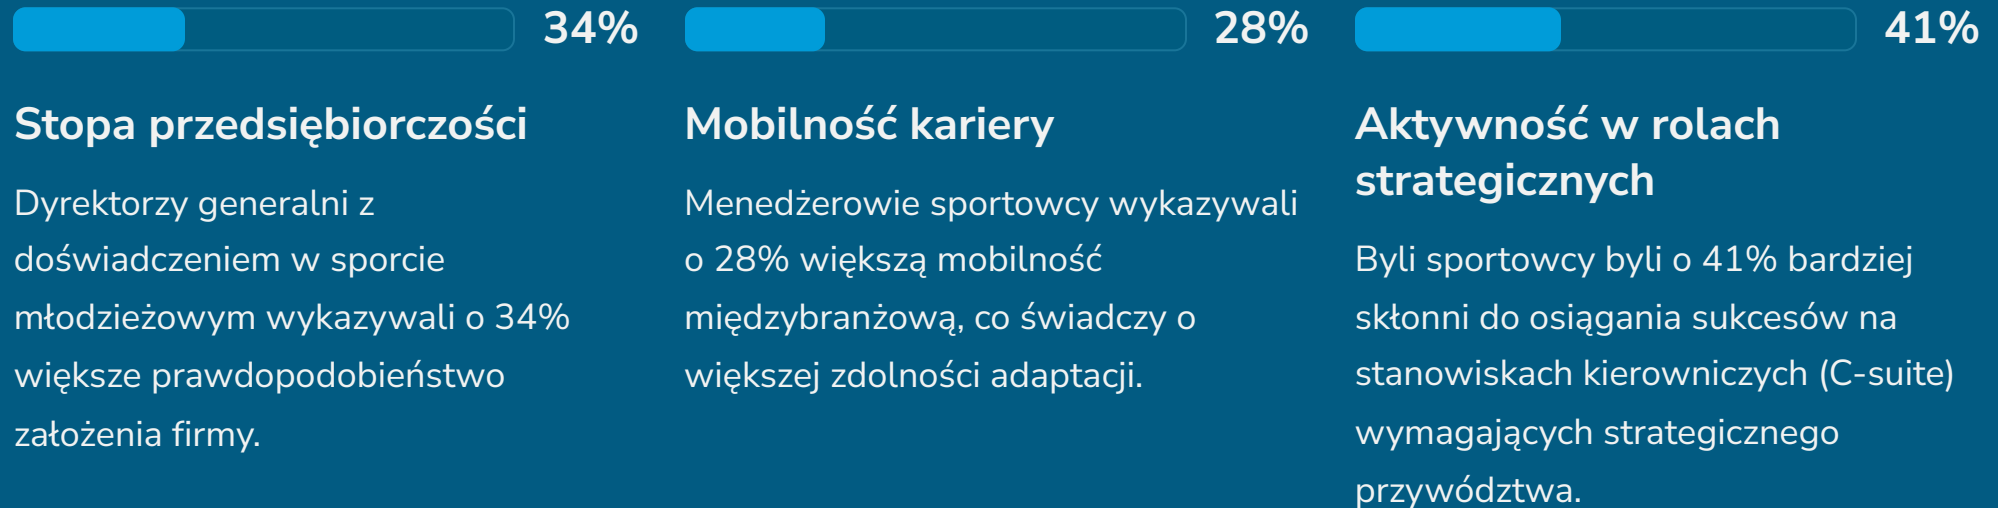 34%
Stopa przedsiębiorczości
Dyrektorzy generalni z
doświadczeniem w sporcie
młodzieżowym wykazywali o 34%
większe prawdopodobieństwo
założenia firmy.
28%
Mobilność kariery
Menedżerowie sportowcy wykazywali
o 28% większą mobilność
międzybranżową, co świadczy o
większej zdolności adaptacji.
41%
Aktywność w rolach
strategicznych
Byli sportowcy byli o 41% bardziej
skłonni do osiągania sukcesów na
stanowiskach kierowniczych (C-suite)
wymagających strategicznego
przywództwa.